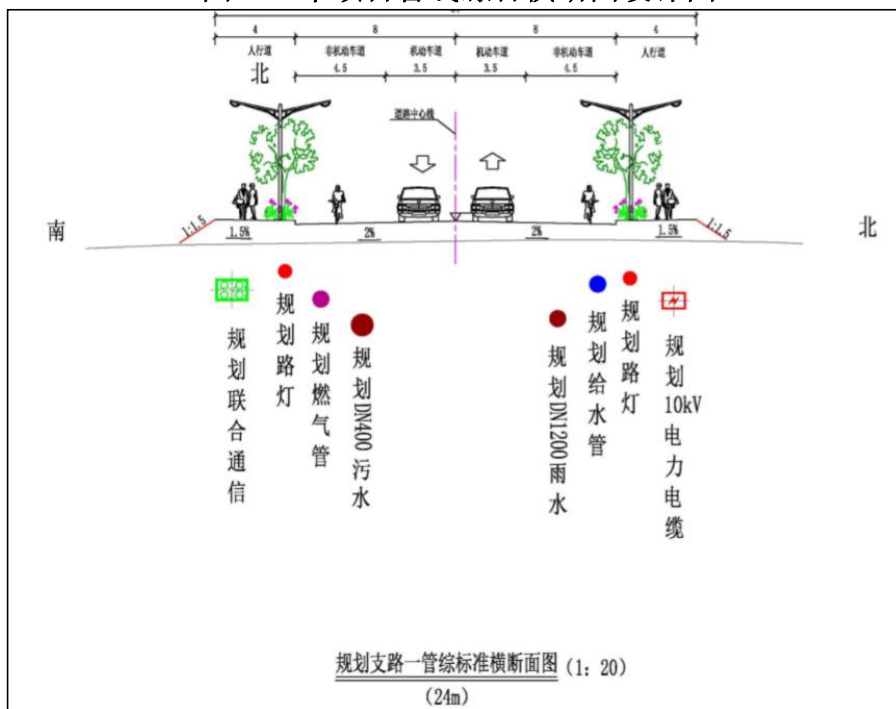 4 8 8 4
人行道 非机动车道 机动车道 机动车道 非机动车道 人行道
4.5 3.5 3.5 4.5
北
道路中心线
南 北
1:1.5 1:1.5
1.5% 2% 2% 1.5%
规划联合通信
规划路灯
规划燃气管
规划DN400污水
规划DN1200雨水
规划给水管
规划路灯
规划10kV电力电缆
规划支路一管综标准横断面图 (1: 20)
(24m)